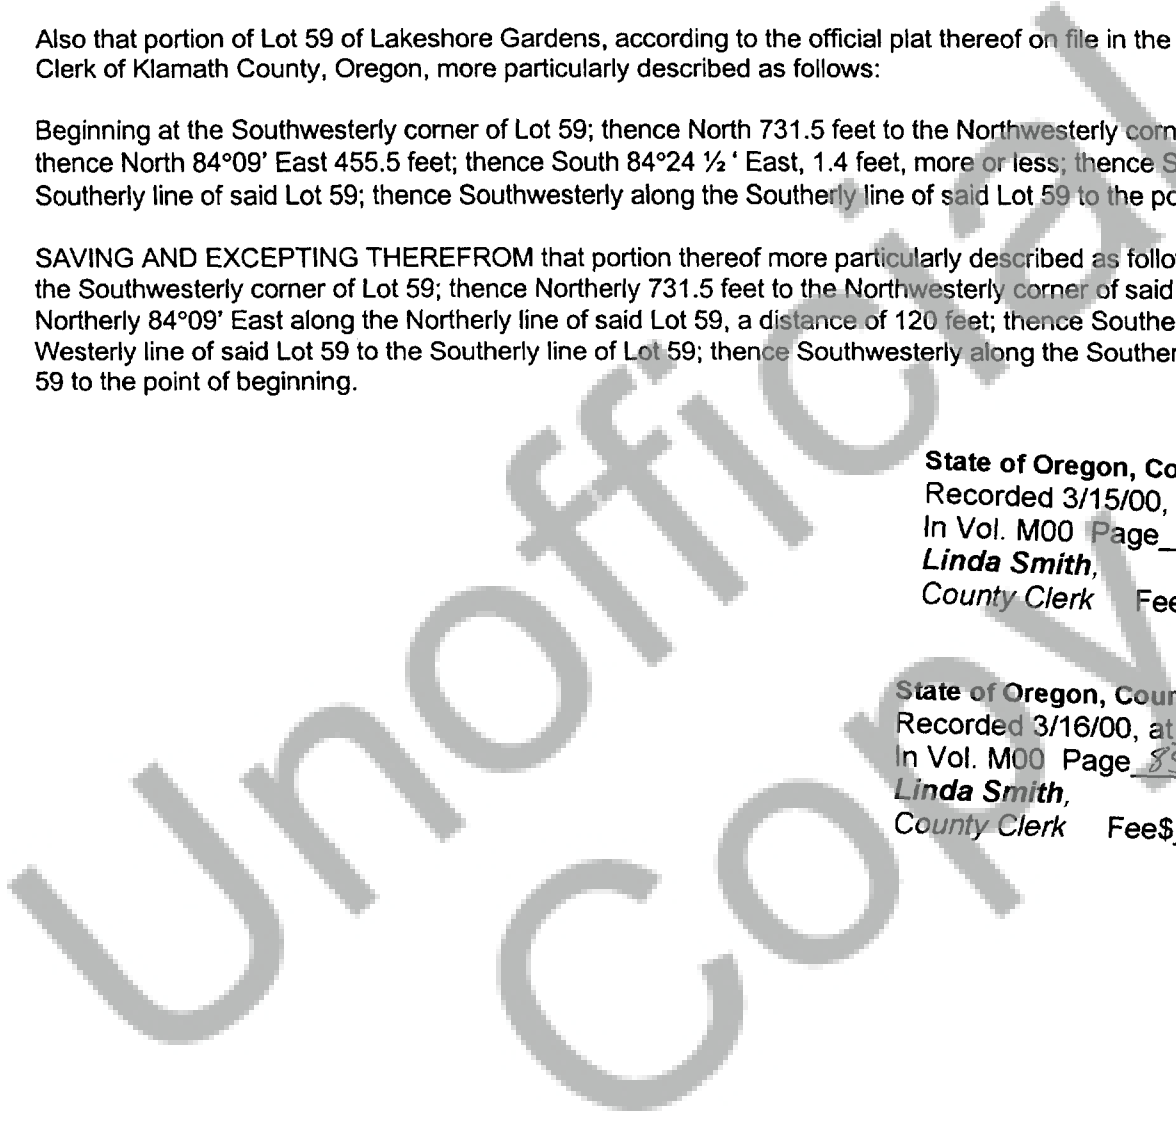 Also that portion of Lot 59 of Lakeshore Gardens, according to the official plat thereof on file in the
Clerk of Klamath County, Oregon, more particularly described as follows:
Beginning at the Southwesterly corner of Lot 59; thence North 731.5 feet to the Northwesterly corn
thence North 84°09' East 455.5 feet; thence South 84°24 ½ ' East, 1.4 feet, more or less; thence S
Southerly line of said Lot 59; thence Southwesterly along the Southerly line of said Lot 59 to the po
SAVING AND EXCEPTING THEREFROM that portion thereof more particularly described as follo
the Southwesterly corner of Lot 59; thence Northerly 731.5 feet to the Northwesterly corner of said
Northerly 84°09' East along the Northerly line of said Lot 59, a distance of 120 feet; thence Southe
Westerly line of said Lot 59 to the Southerly line of Lot 59; thence Southwesterly along the Souther
59 to the point of beginning.
State of Oregon, Co
Recorded 3/15/00,
In Vol. M00 Page_
Linda Smith,
County Clerk Fee
State of Oregon, Coun
Recorded 3/16/00, at
In Vol. M00 Page_
Linda Smith,
County Clerk Fee$_
Unofficial
Copy